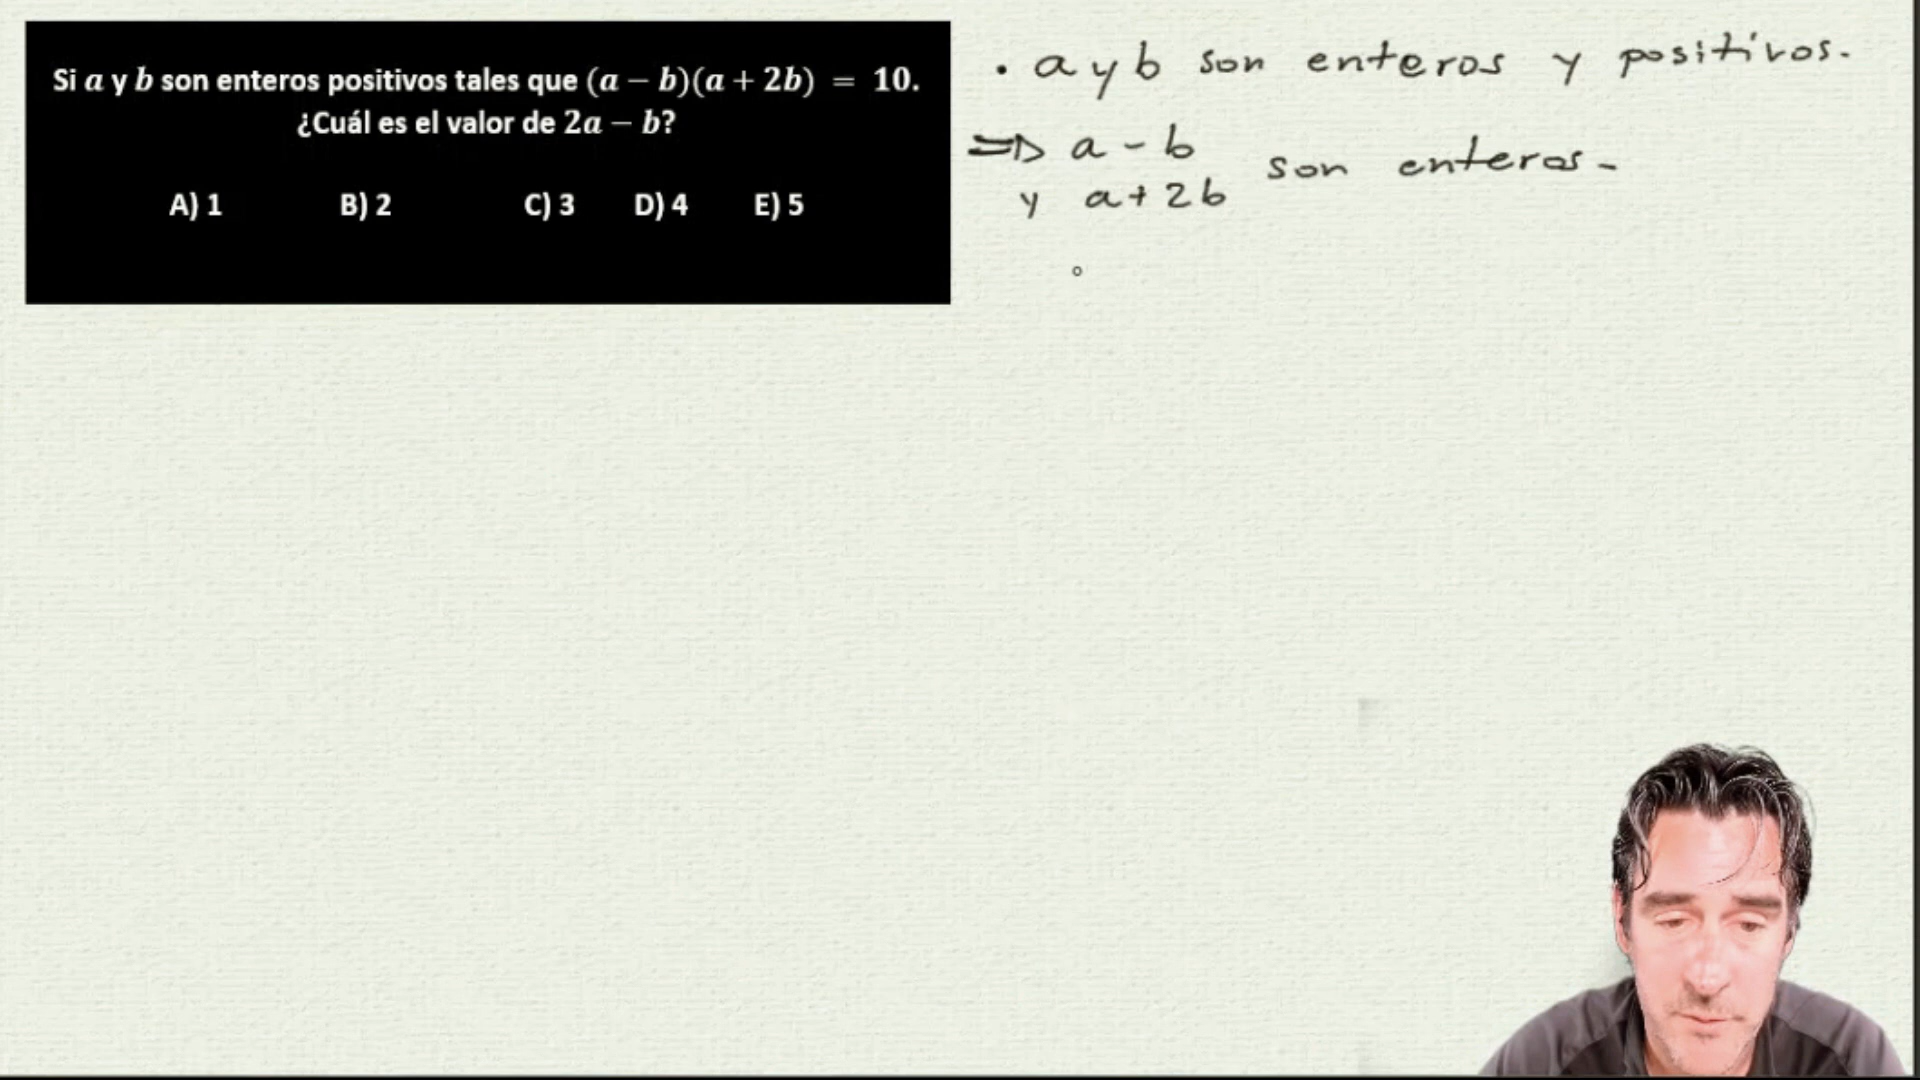 Si a y b son enteros positivos tales que (a − b)(a + 2b) = 10.
¿Cuál es el valor de 2a − b?
A) 1 B) 2 C) 3 D) 4 E) 5
• a y b son enteros y positivos.
⇒ a - b
y a + 2b son enteros -